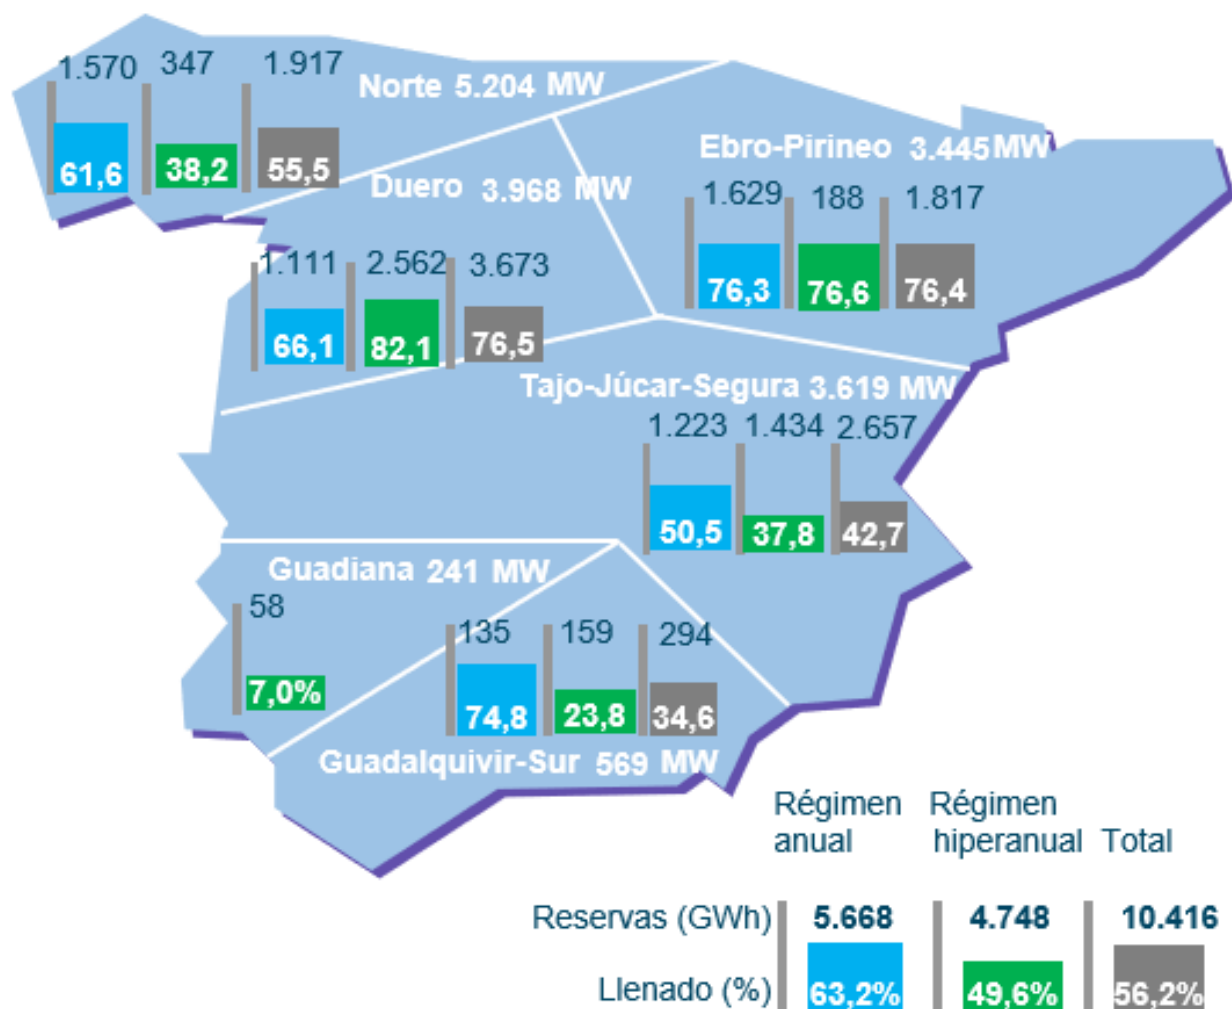 1.570 347 1.917
Norte 5.204 MW
61,6 38,2 55,5
Ebro-Pirineo 3.445 MW
Duero 3.968 MW
1.629 188 1.817
76,3 76,6 76,4
1.111 2.562 3.673
66,1 82,1 76,5
Tajo-Júcar-Segura 3.619 MW
1.223 1.434 2.657
50,5 37,8 42,7
Guadiana 241 MW
58
7,0%
135 159 294
74,8 23,8 34,6
Guadalquivir-Sur 569 MW
Régimen Régimen
anual hiperanual Total
Reservas (GWh) 5.668 4.748 10.416
Llenado (%) 63,2% 49,6% 56,2%